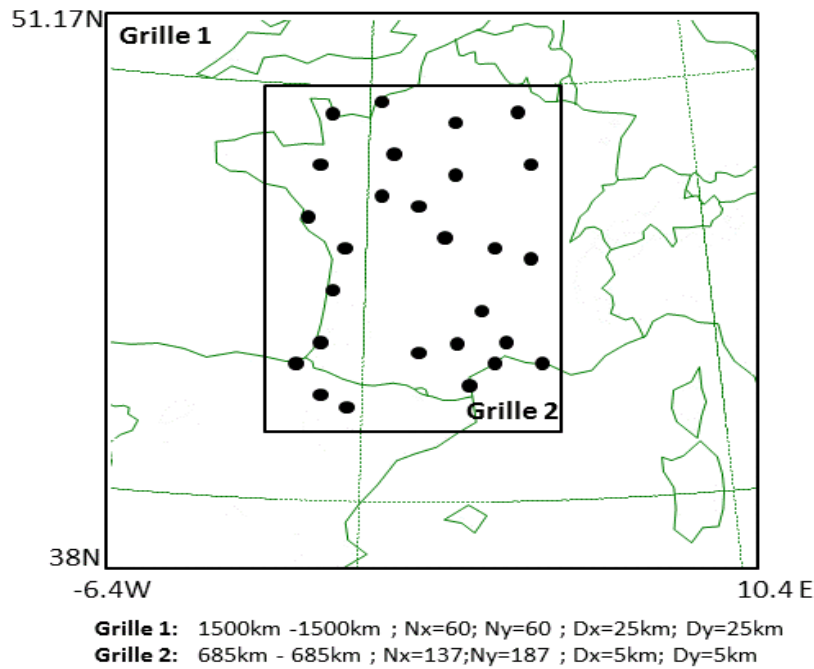 51.17N
Grille 1
Grille 2
38N
-6.4W
10.4 E
Grille 1: 1500km -1500km ; Nx=60; Ny=60 ; Dx=25km; Dy=25km
Grille 2: 685km - 685km ; Nx=137;Ny=187 ; Dx=5km; Dy=5km